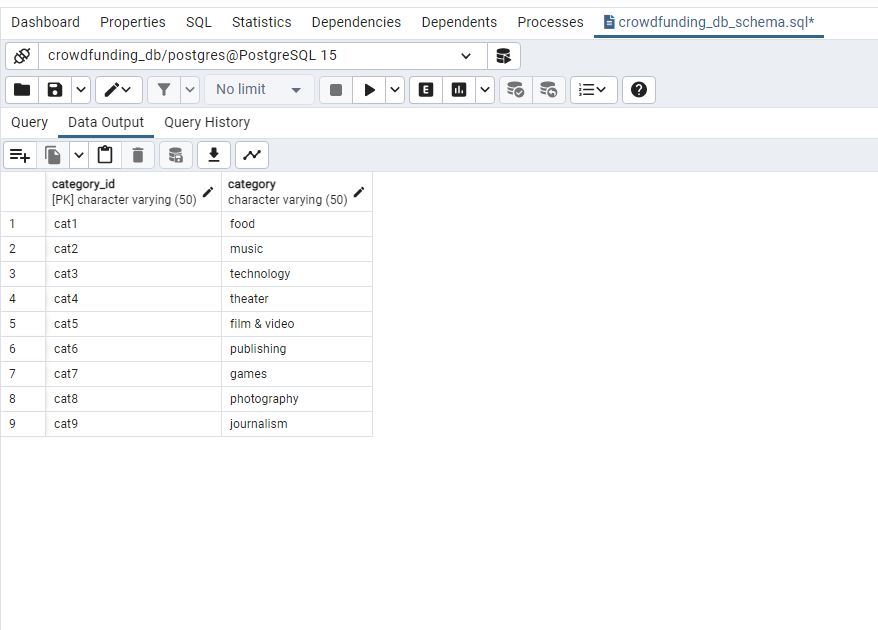 Dashboard Properties SQL Statistics Dependencies Dependents Processes crowdfunding_db_schema.sql*
crowdfunding_db/postgres@PostgreSQL 15
No limit E
Query Data Output Query History
category_id category
[PK] character varying (50) character varying (50)
1 cat1 food
2 cat2 music
3 cat3 technology
4 cat4 theater
5 cat5 film & video
6 cat6 publishing
7 cat7 games
8 cat8 photography
9 cat9 journalism